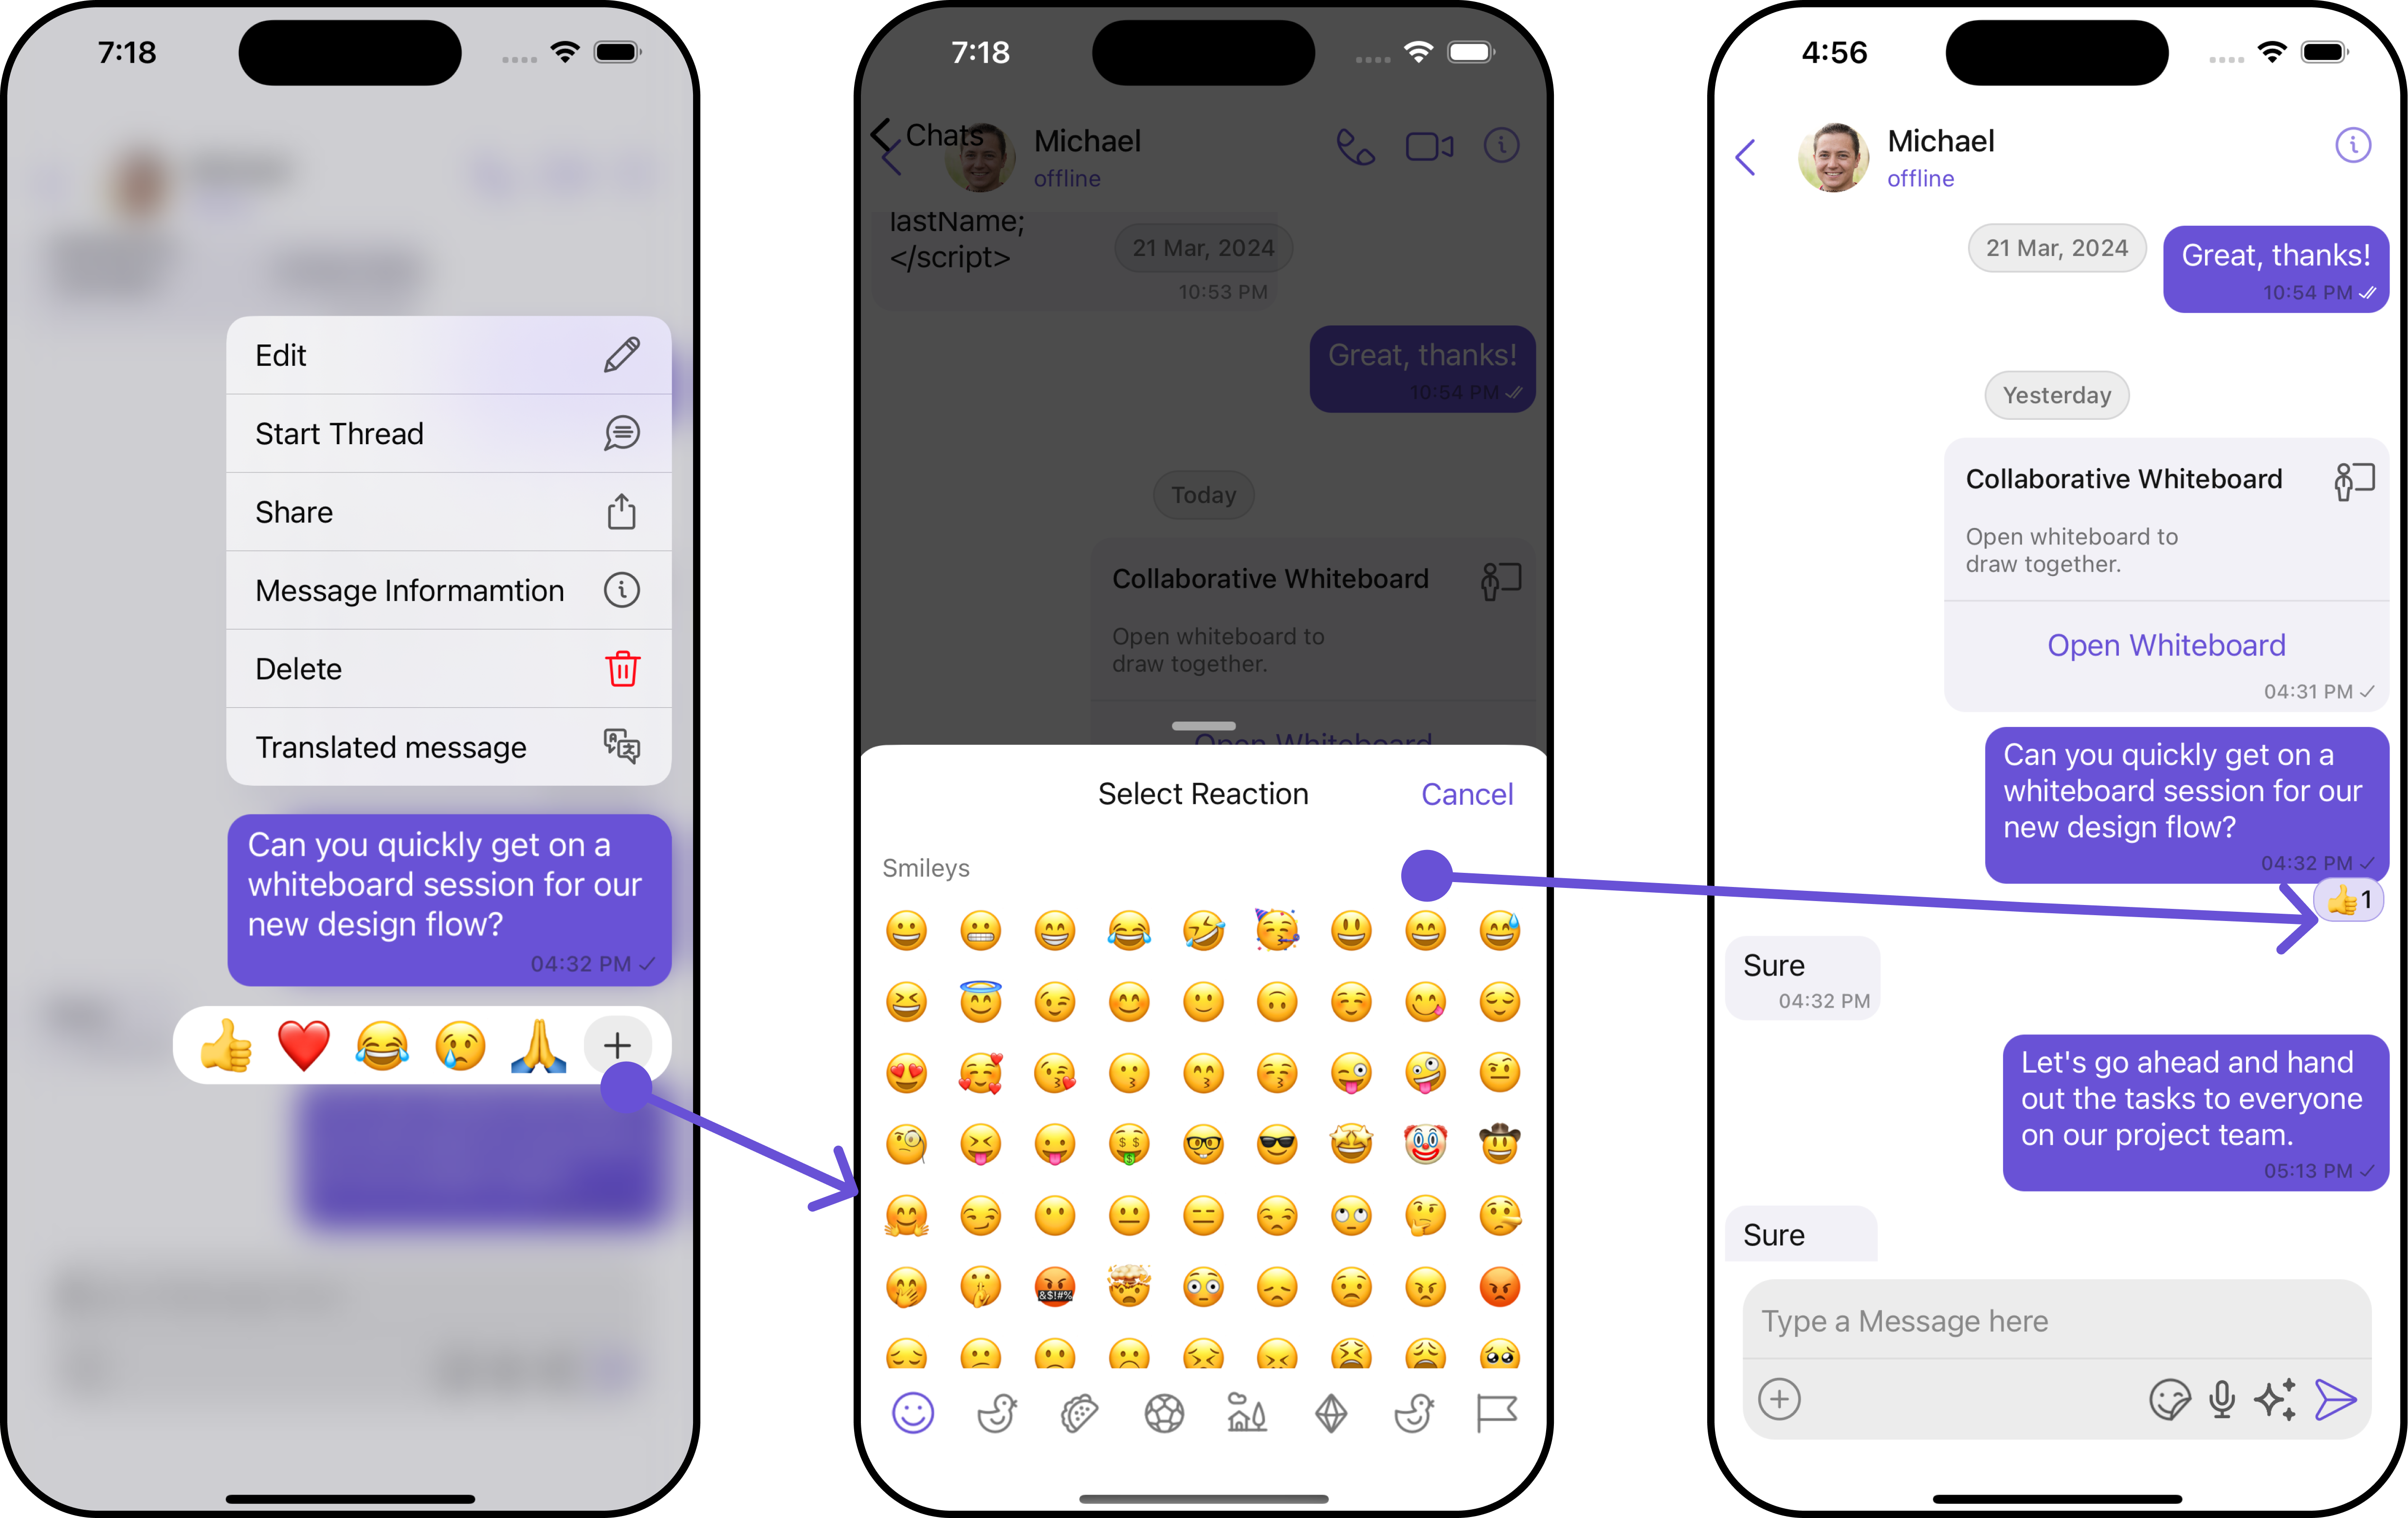 7:18
Edit
Start Thread
Share
Message Informamtion
Delete
Translated message
Can you quickly get on a
whiteboard session for our
new design flow?
04:32 PM
7:18
Chats
Michael
offline
lastName;
</script>
21 Mar, 2024
10:53 PM
Great, thanks!
10:54 PM
Today
Collaborative Whiteboard
Open whiteboard to
draw together.
Open Whiteboard
Select Reaction
Cancel
Smileys
4:56
Michael
offline
21 Mar, 2024
Great, thanks!
10:54 PM
Yesterday
Collaborative Whiteboard
Open whiteboard to
draw together.
Open Whiteboard
04:31 PM
Can you quickly get on a
whiteboard session for our
new design flow?
04:32 PM
1
Sure
04:32 PM
Let's go ahead and hand
out the tasks to everyone
on our project team.
05:13 PM
Sure
Type a Message here